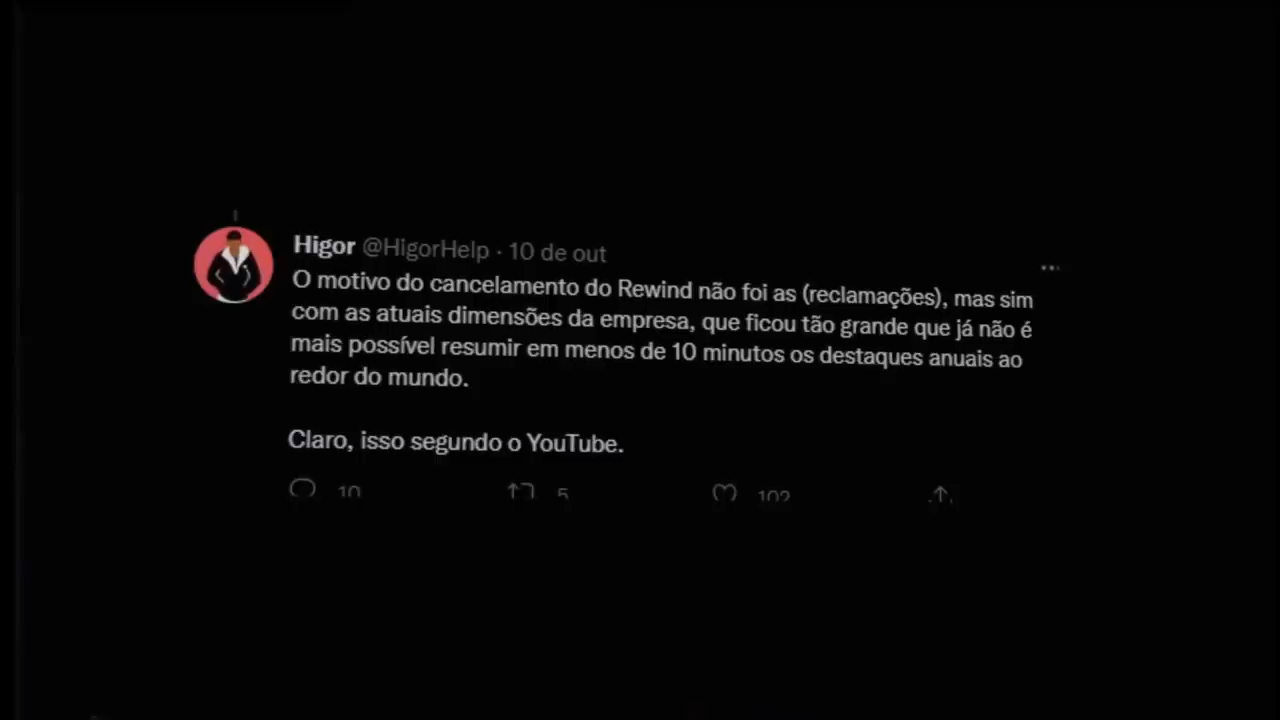 Higor @HigorHelp · 10 de out
O motivo do cancelamento do Rewind não foi as (reclamações), mas sim
com as atuais dimensões da empresa, que ficou tão grande que já não é
mais possível resumir em menos de 10 minutos os destaques anuais ao
redor do mundo.
Claro, isso segundo o YouTube.
10 5 102